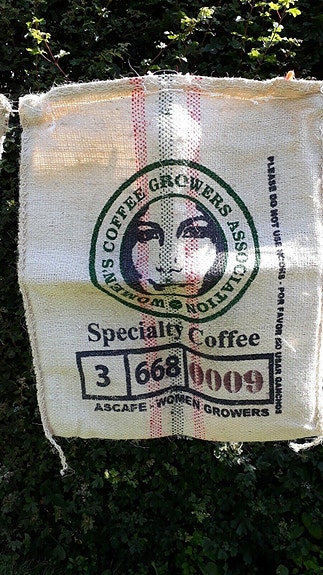 WOMEN'S COFFEE GROWERS ASSOCIATION
Specialty Coffee
3 668 0009
ASCAFE WOMEN GROWERS
PLEASE DO NOT USE HOOKS - POR FAVOR NO USAR GANCHOS